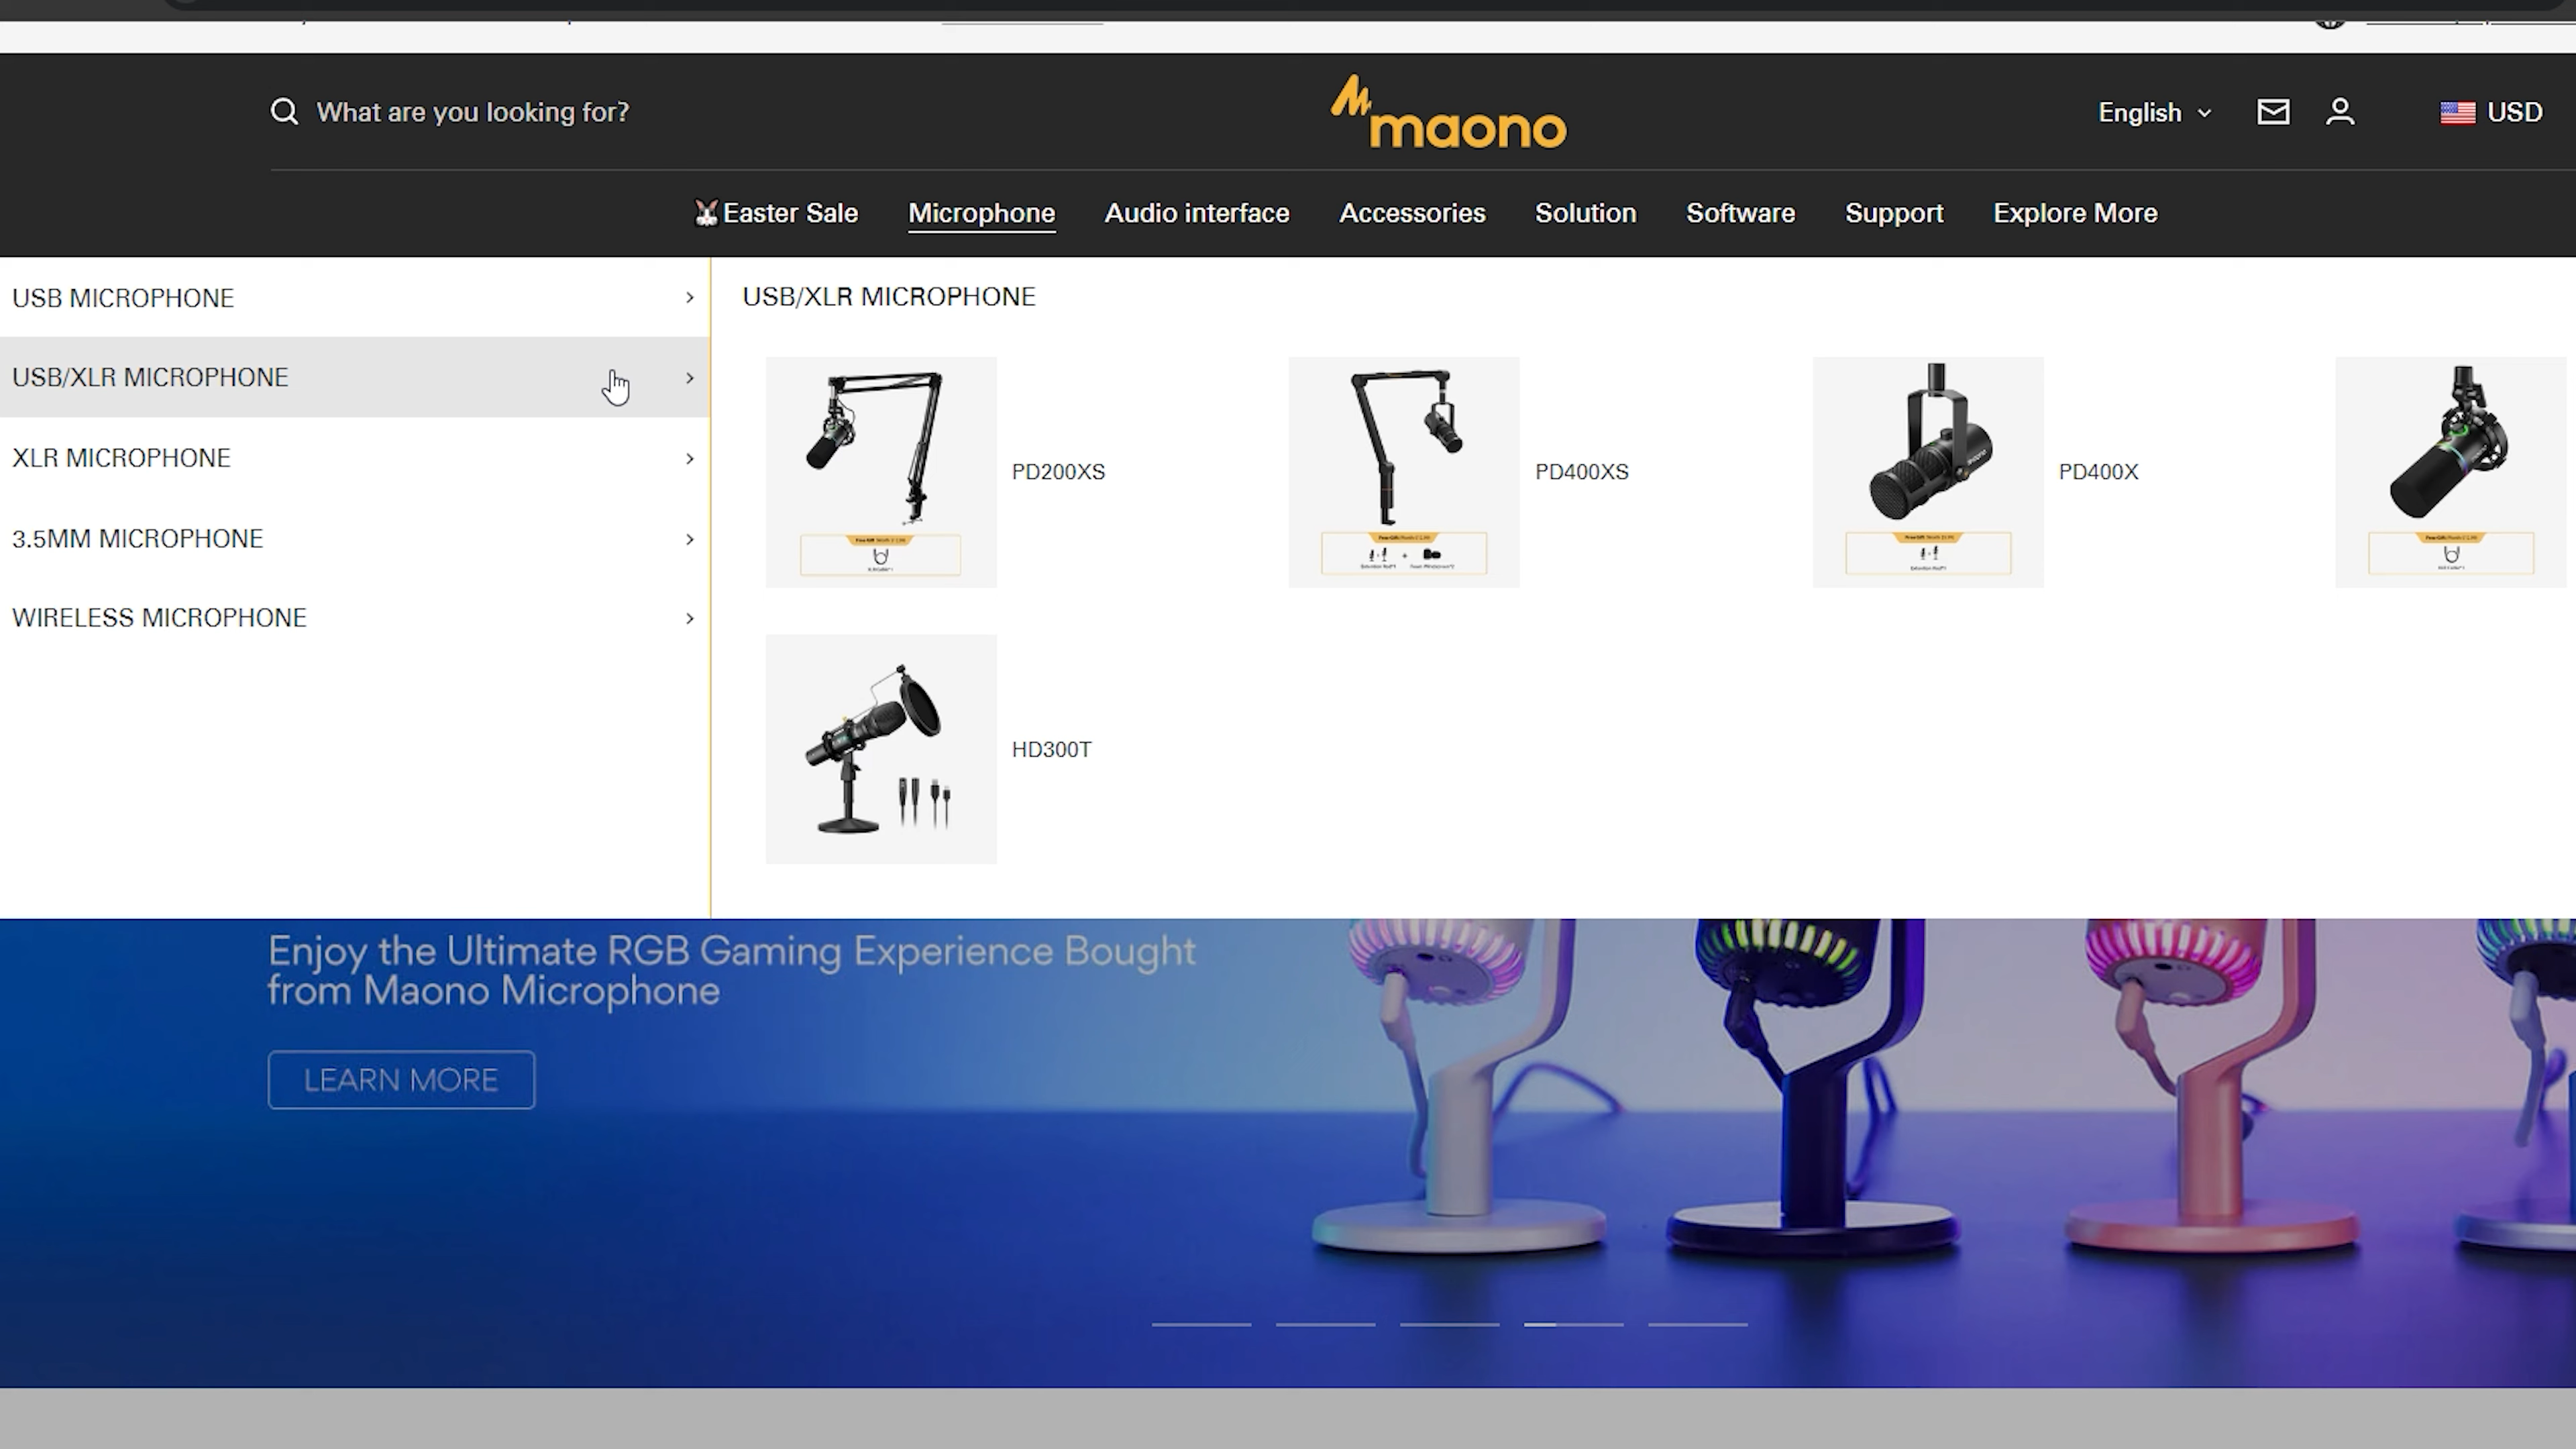 What are you looking for?
maono
English
USD
Easter Sale
Microphone
Audio interface
Accessories
Solution
Software
Support
Explore More
USB MICROPHONE
USB/XLR MICROPHONE
XLR MICROPHONE
3.5MM MICROPHONE
WIRELESS MICROPHONE
USB/XLR MICROPHONE
PD200XS
PD400XS
PD400X
HD300T
Enjoy the Ultimate RGB Gaming Experience Bought
from Maono Microphone
LEARN MORE